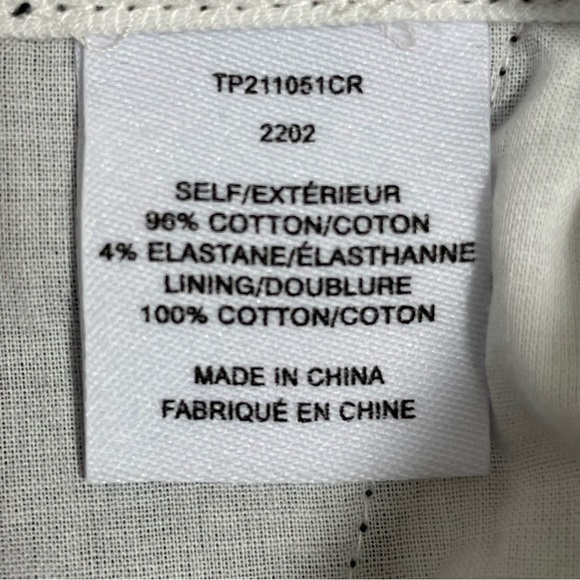 TP211051CR
2202
SELF/EXTÉRIEUR
96% COTTON/COTON
4% ELASTANE/ÉLASTHANNE
LINING/DOUBLURE
100% COTTON/COTON
MADE IN CHINA
FABRIQUÉ EN CHINE